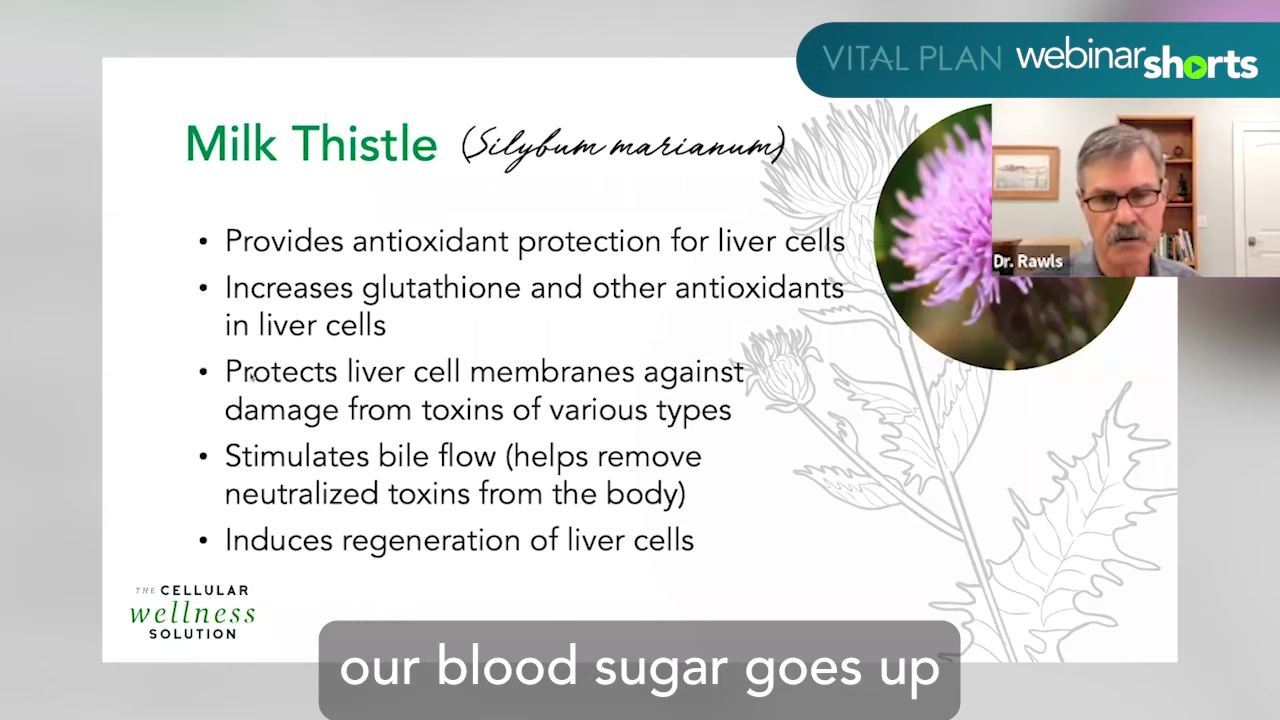 VITAL PLAN webinar shorts
Milk Thistle (Silybum marianum)
Dr. Rawls
• Provides antioxidant protection for liver cells
• Increases glutathione and other antioxidants
in liver cells
• Protects liver cell membranes against
damage from toxins of various types
• Stimulates bile flow (helps remove
neutralized toxins from the body)
• Induces regeneration of liver cells
THE CELLULAR
wellness
SOLUTION
our blood sugar goes up